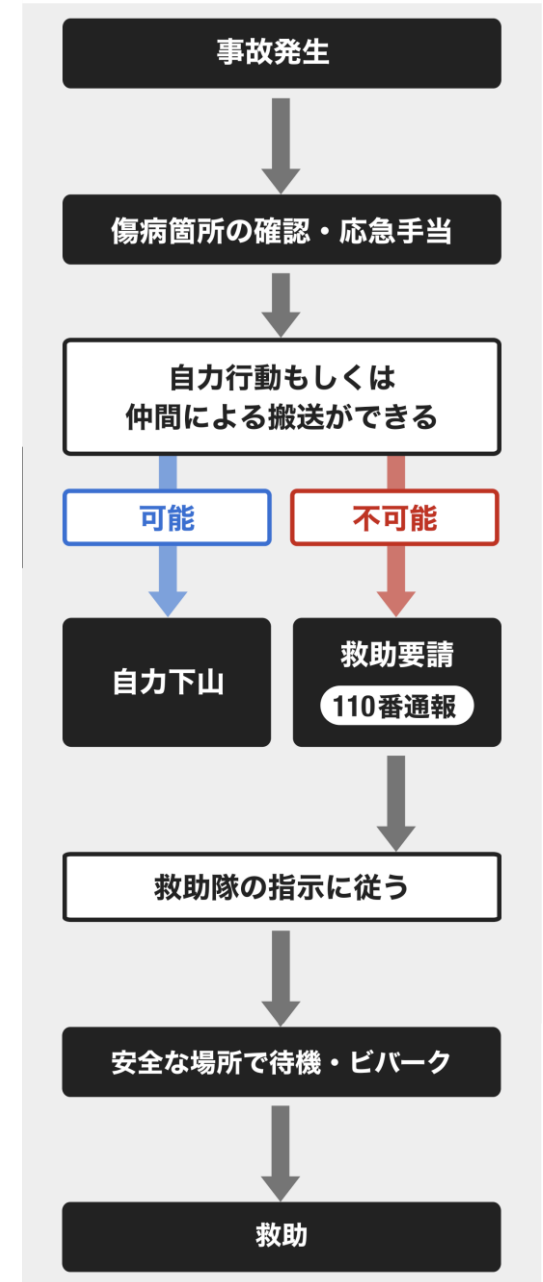 事故発生
傷病箇所の確認・応急手当
自力行動もしくは
仲間による搬送ができる
可能
不可能
自力下山
救助要請
110番通報
救助隊の指示に従う
安全な場所で待機・ビバーク
救助